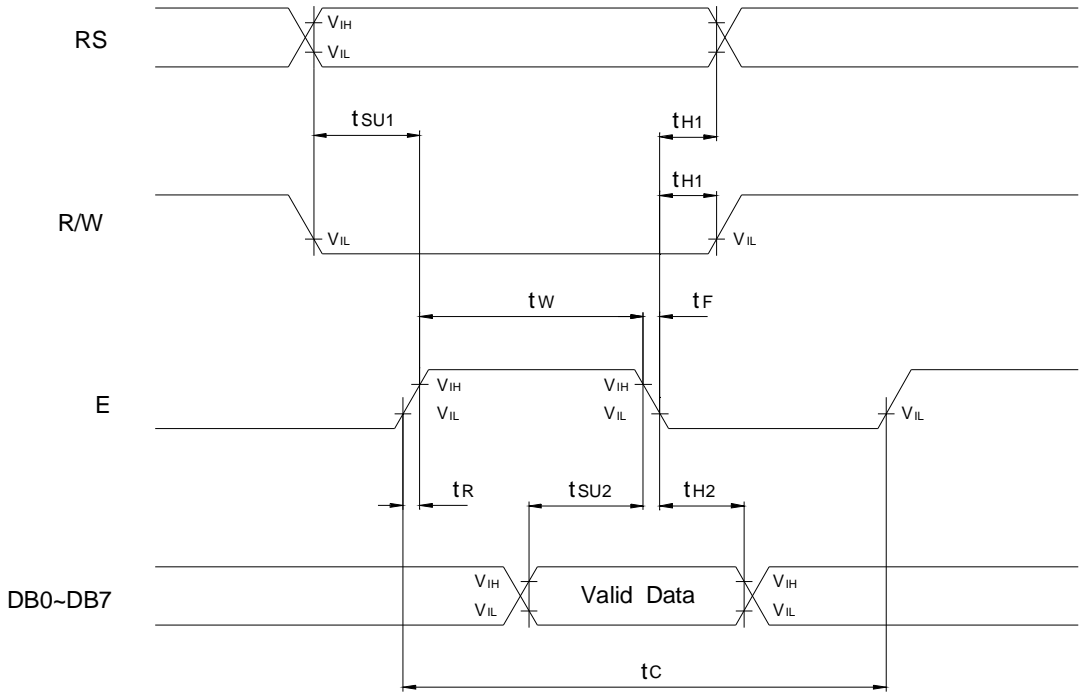 RS
VIH
VIL
tSU1
tH1
tH1
R/W
VIL
VIL
tW
tF
E
VIH
VIL
VIH
VIL
VIL
tR
tSU2
tH2
DB0~DB7
VIH
VIL
Valid Data
VIH
VIL
tC